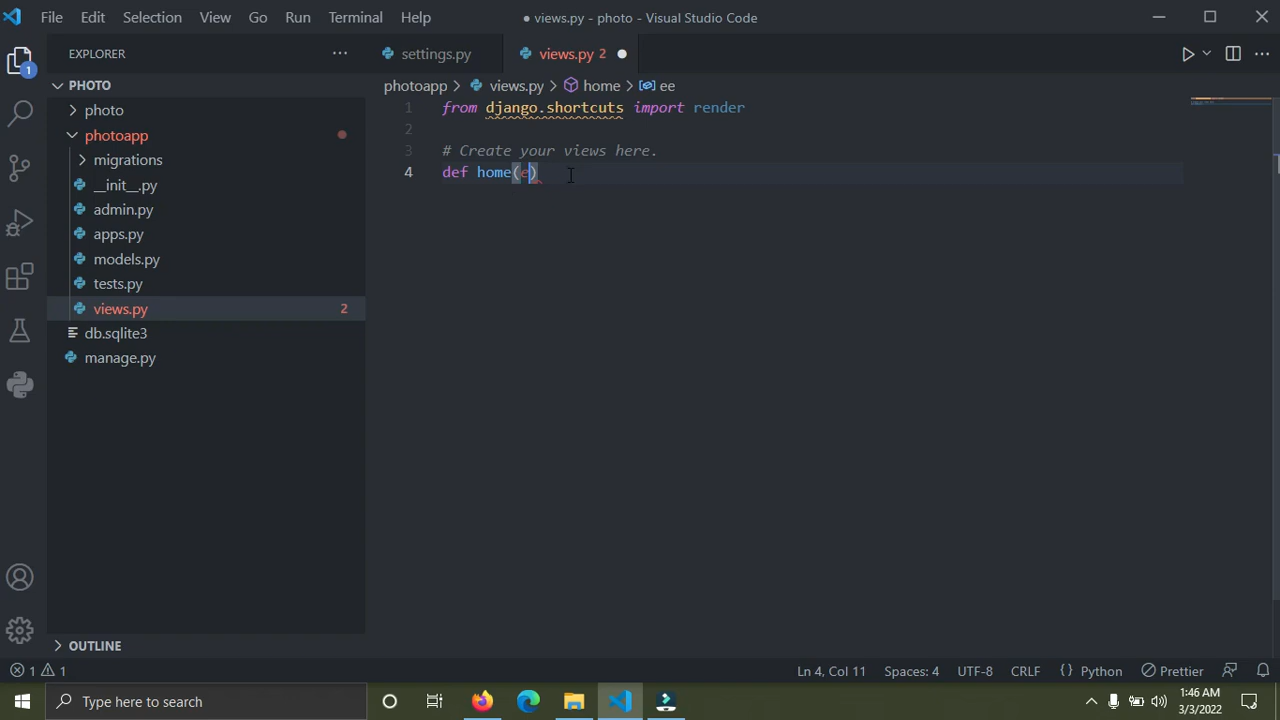 File Edit Selection View Go Run Terminal Help
● views.py - photo - Visual Studio Code
EXPLORER ···
settings.py
views.py 2 ●
1
PHOTO
photoapp > views.py > home > ee
photo
photoapp
migrations
__init__.py
admin.py
apps.py
models.py
tests.py
views.py 2
db.sqlite3
manage.py
1 from django.shortcuts import render
2
3 # Create your views here.
4 def home(e)
OUTLINE
1 1
Ln 4, Col 11 Spaces: 4 UTF-8 CRLF {} Python Prettier
Type here to search
1:46 AM
3/3/2022